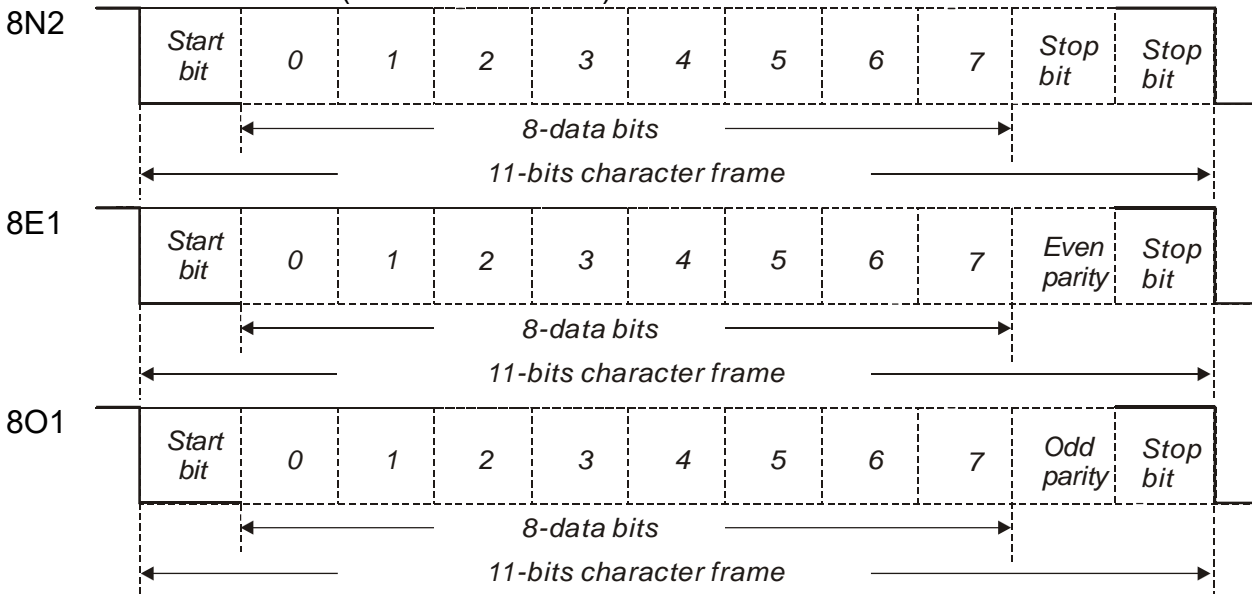 8N2
Start bit 0 1 2 3 4 5 6 7 Stop bit Stop bit
8-data bits
11-bits character frame
8E1
Start bit 0 1 2 3 4 5 6 7 Even parity Stop bit
8-data bits
11-bits character frame
8O1
Start bit 0 1 2 3 4 5 6 7 Odd parity Stop bit
8-data bits
11-bits character frame